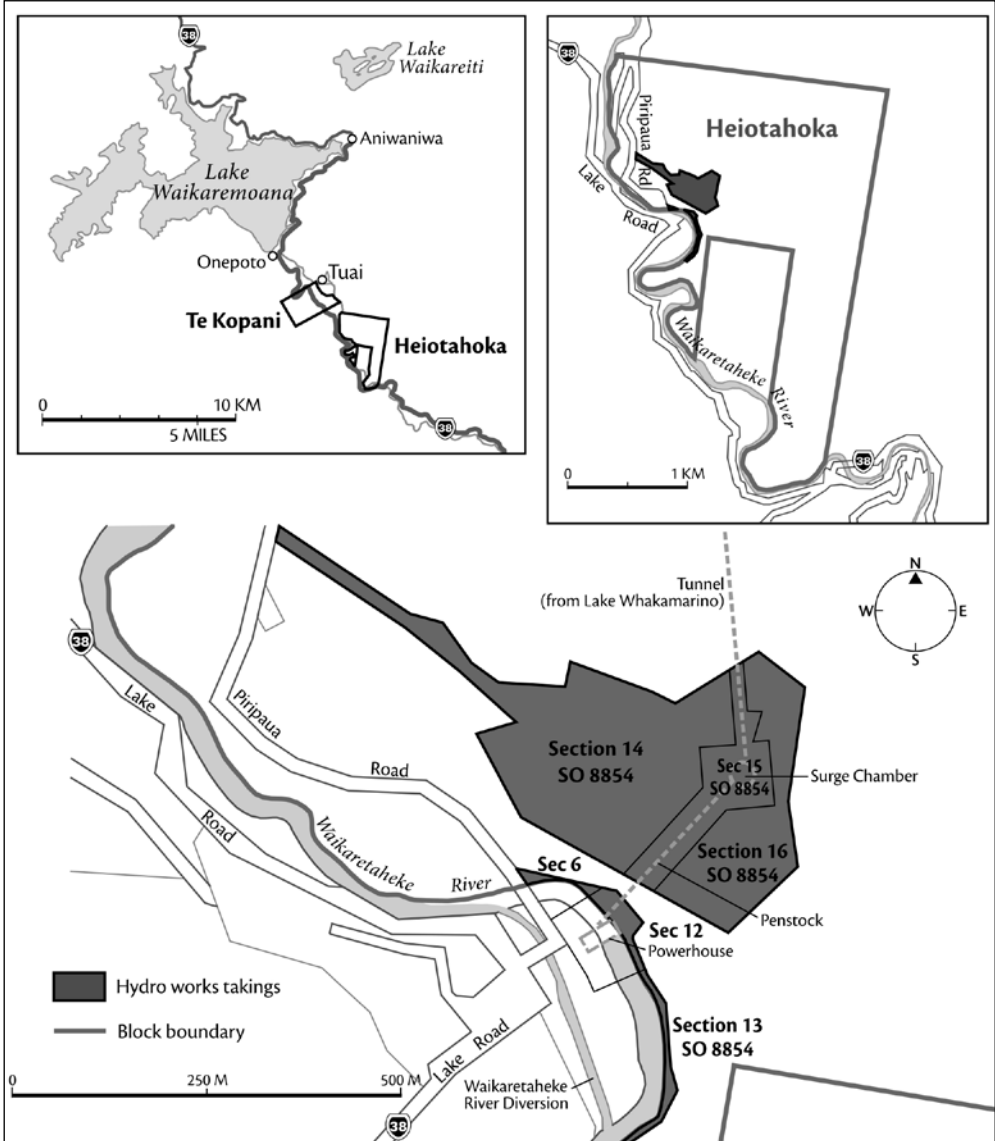 38
Lake
Waikareiti
Aniwaniwa
Lake
Waikaremoana
Onepoto
Tuai
Te Kopani
Heiotahoka
0
10 KM
5 MILES
38
38
Piripaua
Rd
Heiotahoka
Lake
Road
Waikaretaheke
River
38
0
1 KM
Tunnel
(from Lake Whakamarino)
N
W
E
S
38
Lake
Road
Piripaua
Road
Section 14
SO 8854
Sec 15
SO 8854
Surge Chamber
Waikaretaheke
River
Sec 6
Section 16
SO 8854
Penstock
Sec 12
Powerhouse
Hydro works takings
Block boundary
Section 13
SO 8854
Lake Road
0
250 M
500 M
Waikaretaheke
River Diversion
38